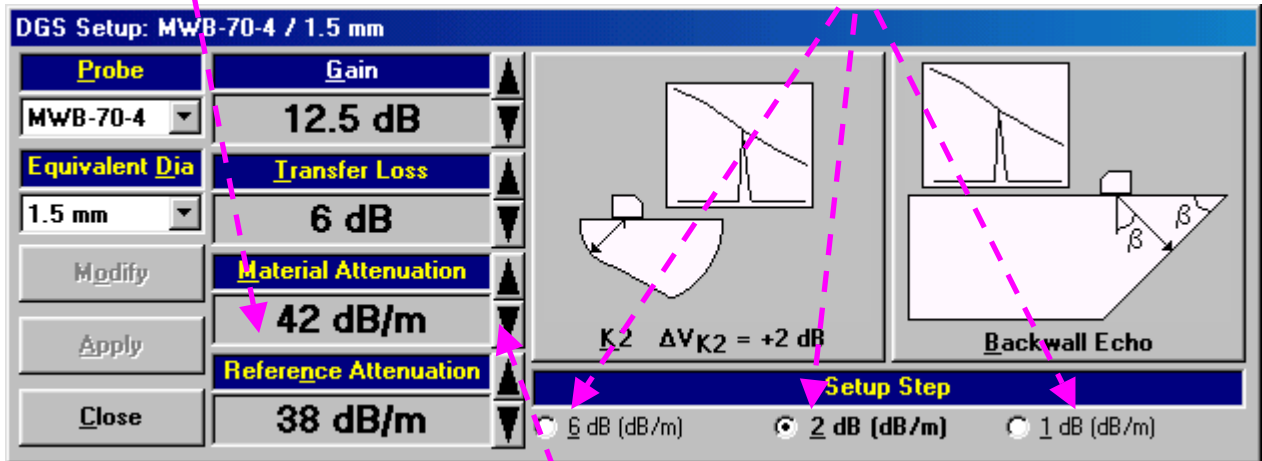 DGS Setup: MWB-70-4 / 1.5 mm
Probe
MWB-70-4
Equivalent Dia
1.5 mm
Modify
Apply
Close
Gain
12.5 dB
Transfer Loss
6 dB
Material Attenuation
42 dB/m
Reference Attenuation
38 dB/m
K2 ΔVK2 = +2 dB
β
β
Backwall Echo
Setup Step
6 dB (dB/m) 2 dB (dB/m) 1 dB (dB/m)